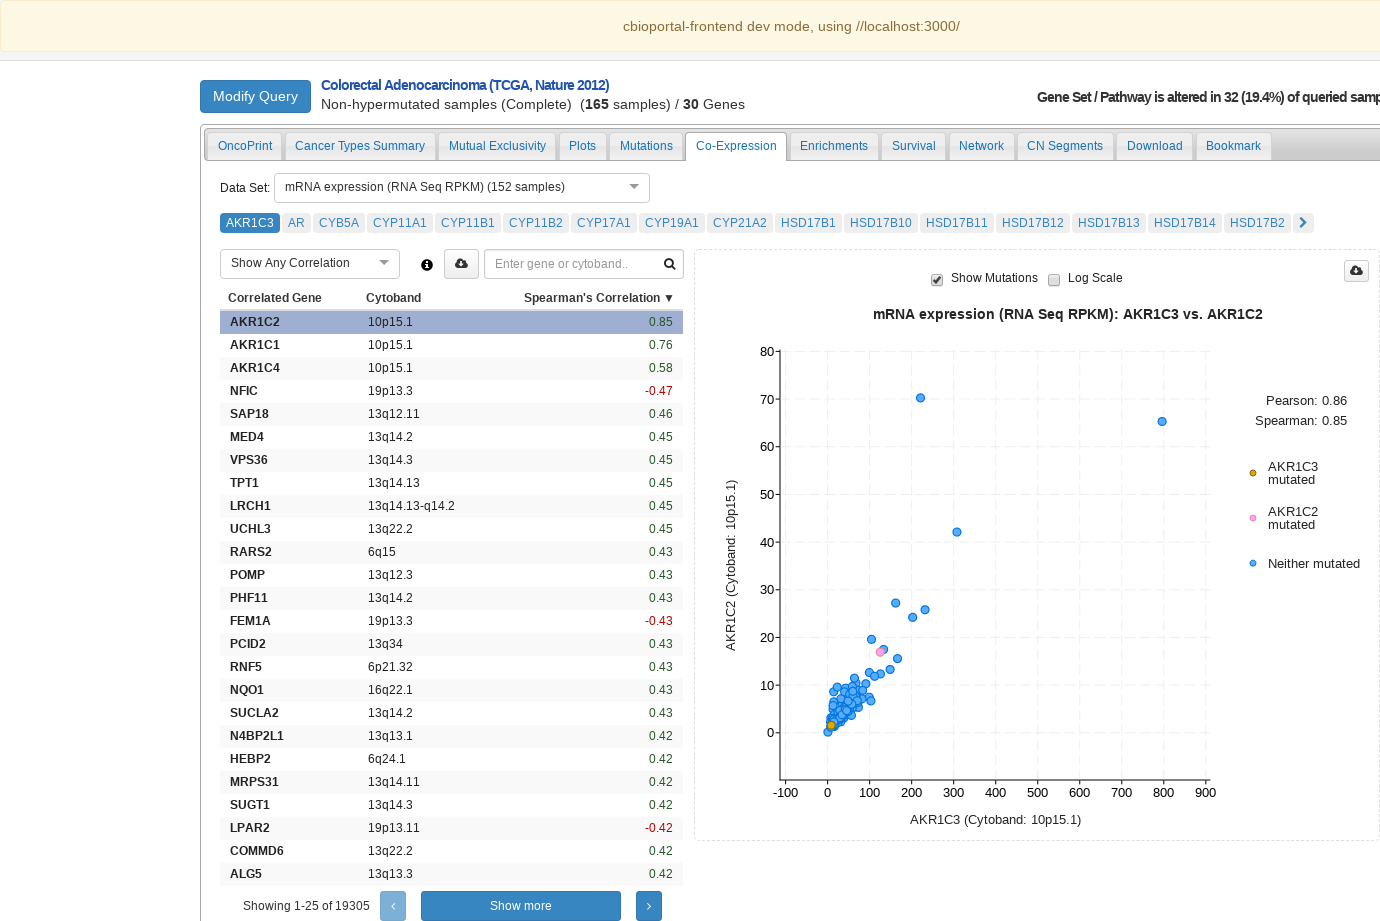 cbioportal-frontend dev mode, using //localhost:3000/
Modify Query
Colorectal Adenocarcinoma (TCGA, Nature 2012)
Non-hypermutated samples (Complete) (165 samples) / 30 Genes
Gene Set / Pathway is altered in 32 (19.4%) of queried samp
OncoPrint Cancer Types Summary Mutual Exclusivity Plots Mutations Co-Expression Enrichments Survival Network CN Segments Download Bookmark
Data Set: mRNA expression (RNA Seq RPKM) (152 samples)
AKR1C3 AR CYB5A CYP11A1 CYP11B1 CYP11B2 CYP17A1 CYP19A1 CYP21A2 HSD17B1 HSD17B10 HSD17B11 HSD17B12 HSD17B13 HSD17B14 HSD17B2
Show Any Correlation Enter gene or cytoband..
Correlated Gene Cytoband Spearman's Correlation ▼
AKR1C2 10p15.1 0.85
AKR1C1 10p15.1 0.76
AKR1C4 10p15.1 0.58
NFIC 19p13.3 -0.47
SAP18 13q12.11 0.46
MED4 13q14.2 0.45
VPS36 13q14.3 0.45
TPT1 13q14.13 0.45
LRCH1 13q14.13-q14.2 0.45
UCHL3 13q22.2 0.45
RARS2 6q15 0.43
POMP 13q12.3 0.43
PHF11 13q14.2 0.43
FEM1A 19p13.3 -0.43
PCID2 13q34 0.43
RNF5 6p21.32 0.43
NQO1 16q22.1 0.43
SUCLA2 13q14.2 0.43
N4BP2L1 13q13.1 0.42
HEBP2 6q24.1 0.42
MRPS31 13q14.11 0.42
SUGT1 13q14.3 0.42
LPAR2 19p13.11 -0.42
COMMD6 13q22.2 0.42
ALG5 13q13.3 0.42
Showing 1-25 of 19305 ‹ Show more ›
Show Mutations Log Scale
mRNA expression (RNA Seq RPKM): AKR1C3 vs. AKR1C2
80
70
60
50
40
30
20
10
0
AKR1C2 (Cytoband: 10p15.1)
-100 0 100 200 300 400 500 600 700 800 900
AKR1C3 (Cytoband: 10p15.1)
Pearson: 0.86
Spearman: 0.85
AKR1C3
mutated
AKR1C2
mutated
Neither mutated